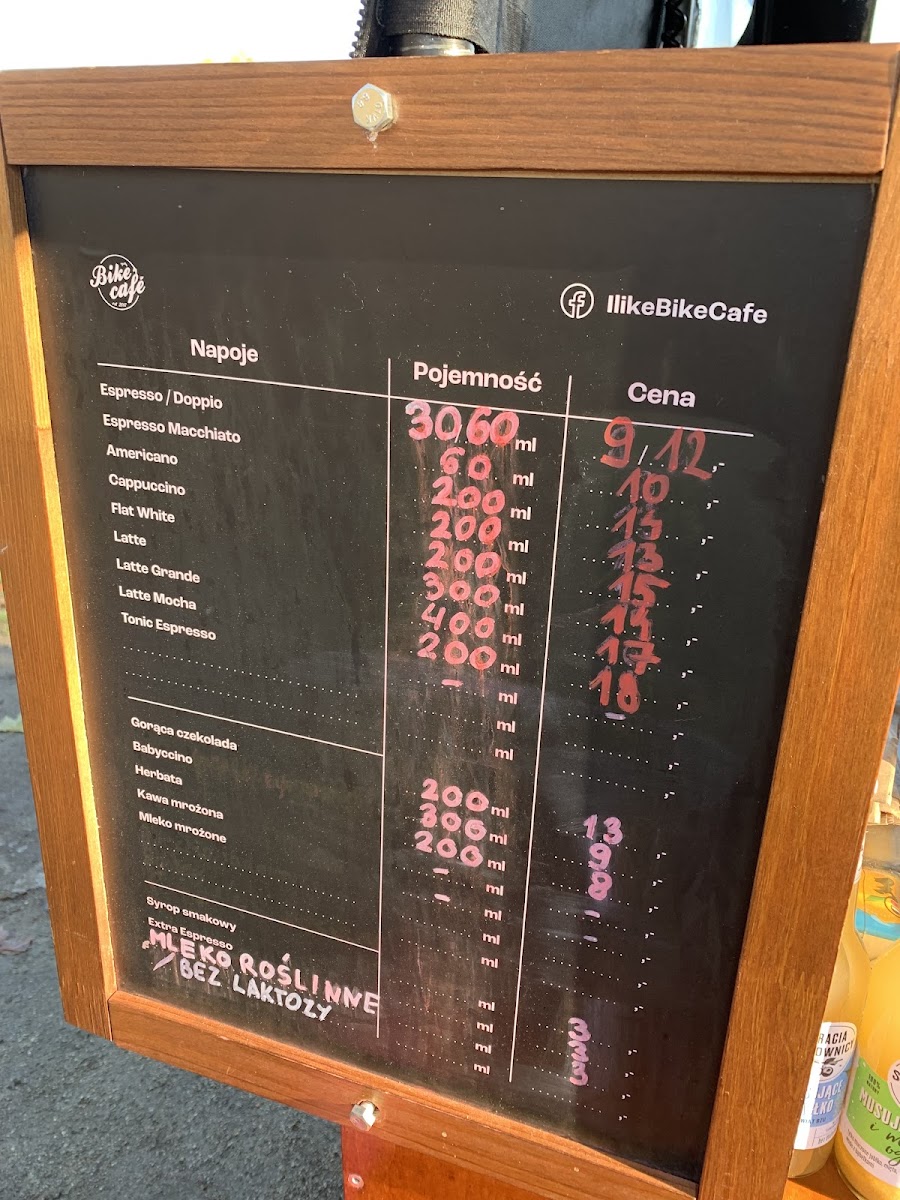 Bike café
IlikeBikeCafe
Napoje Pojemność Cena
Espresso / Doppio 30/60 ml 9/12,-
Espresso Macchiato 60 ml 10,-
Americano 200 ml 13,-
Cappuccino 200 ml 13,-
Flat White 200 ml 15,-
Latte 300 ml 14,-
Latte Grande 400 ml 17,-
Latte Mocha 200 ml 18,-
Tonic Espresso - ml -
ml
ml
Gorąca czekolada 200 ml 13,-
Babyccino 300 ml 9,-
Herbata 200 ml 8,-
Kawa mrożona - ml -
Mleko mrożone - ml -
ml
ml
Syrop smakowy ml 3,-
Extra Espresso ml 3,-
MLEKO ROŚLINNE ml 3,-
/ BEZ LAKTOZY ml ,-